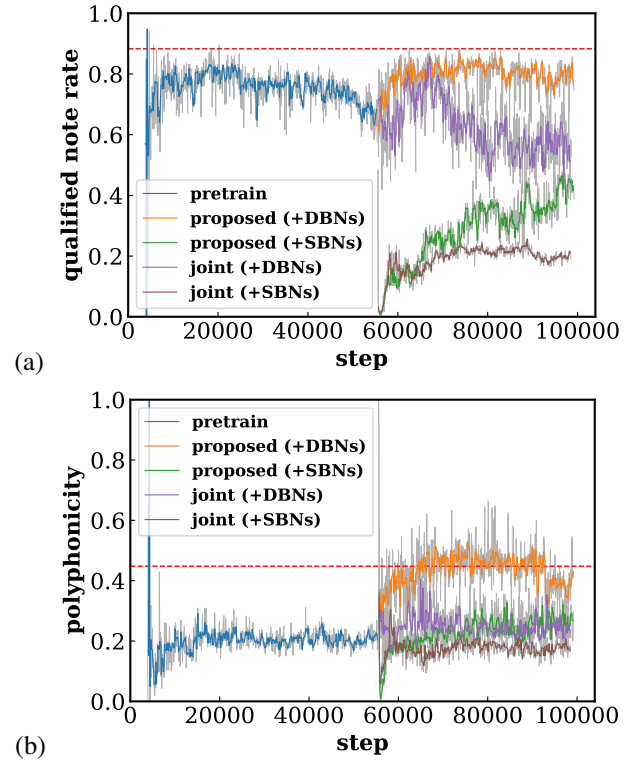 1.0
0.8
0.6
0.4
0.2
0.0
qualified note rate
pretrain
proposed (+DBNs)
proposed (+SBNs)
joint (+DBNs)
joint (+SBNs)
0 20000 40000 60000 80000 100000
step
(a)
1.0
0.8
0.6
0.4
0.2
0.0
polyphonicity
pretrain
proposed (+DBNs)
proposed (+SBNs)
joint (+DBNs)
joint (+SBNs)
0 20000 40000 60000 80000 100000
step
(b)